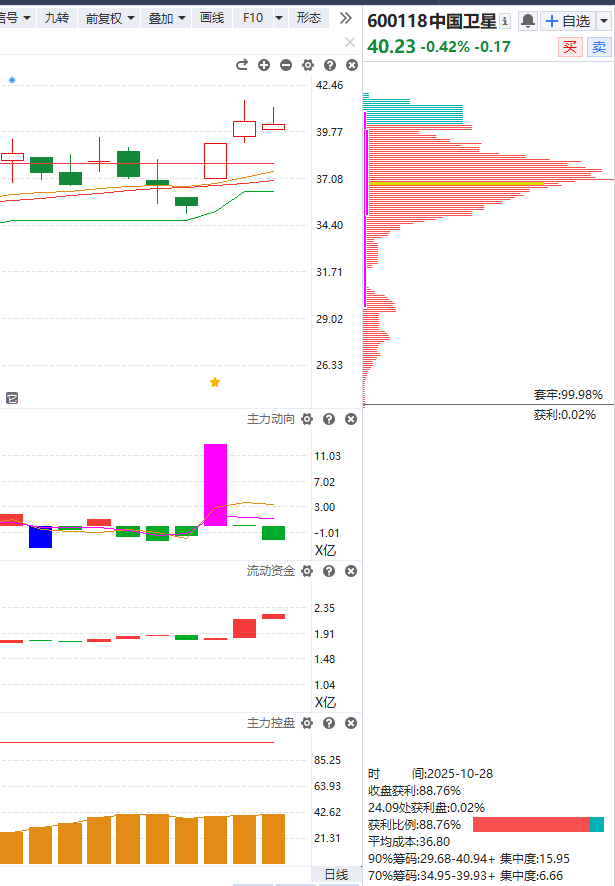 信号 九转 前复权 叠加 画线 F10 形态
600118中国卫星 自选
40.23 -0.42% -0.17 买 卖
42.46
39.77
37.08
34.40
31.71
29.02
26.33
套牢:99.98%
获利:0.02%
主力动向
11.03
7.02
3.00
-1.01
X亿
流动资金
2.35
1.91
1.48
1.04
X亿
主力控盘
85.25
63.93
42.62
21.31
日线
时 间:2025-10-28
收盘获利:88.76%
24.09处获利盘:0.02%
获利比例:88.76%
平均成本:36.80
90%筹码:29.68-40.94+ 集中度:15.95
70%筹码:34.95-39.93+ 集中度:6.66